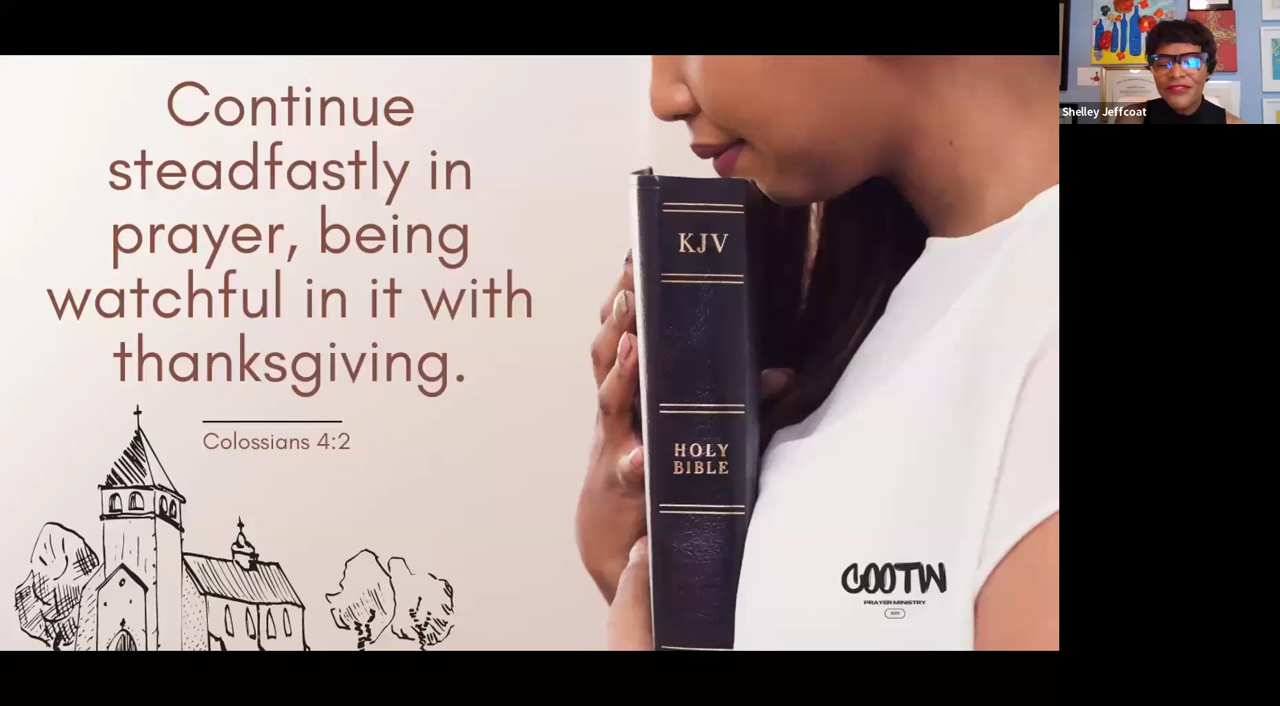 Continue
steadfastly in
prayer, being
watchful in it with
thanksgiving.
Colossians 4:2
KJV
HOLY
BIBLE
COOTW
PRAYER MINISTRY
Shelley Jeffcoat